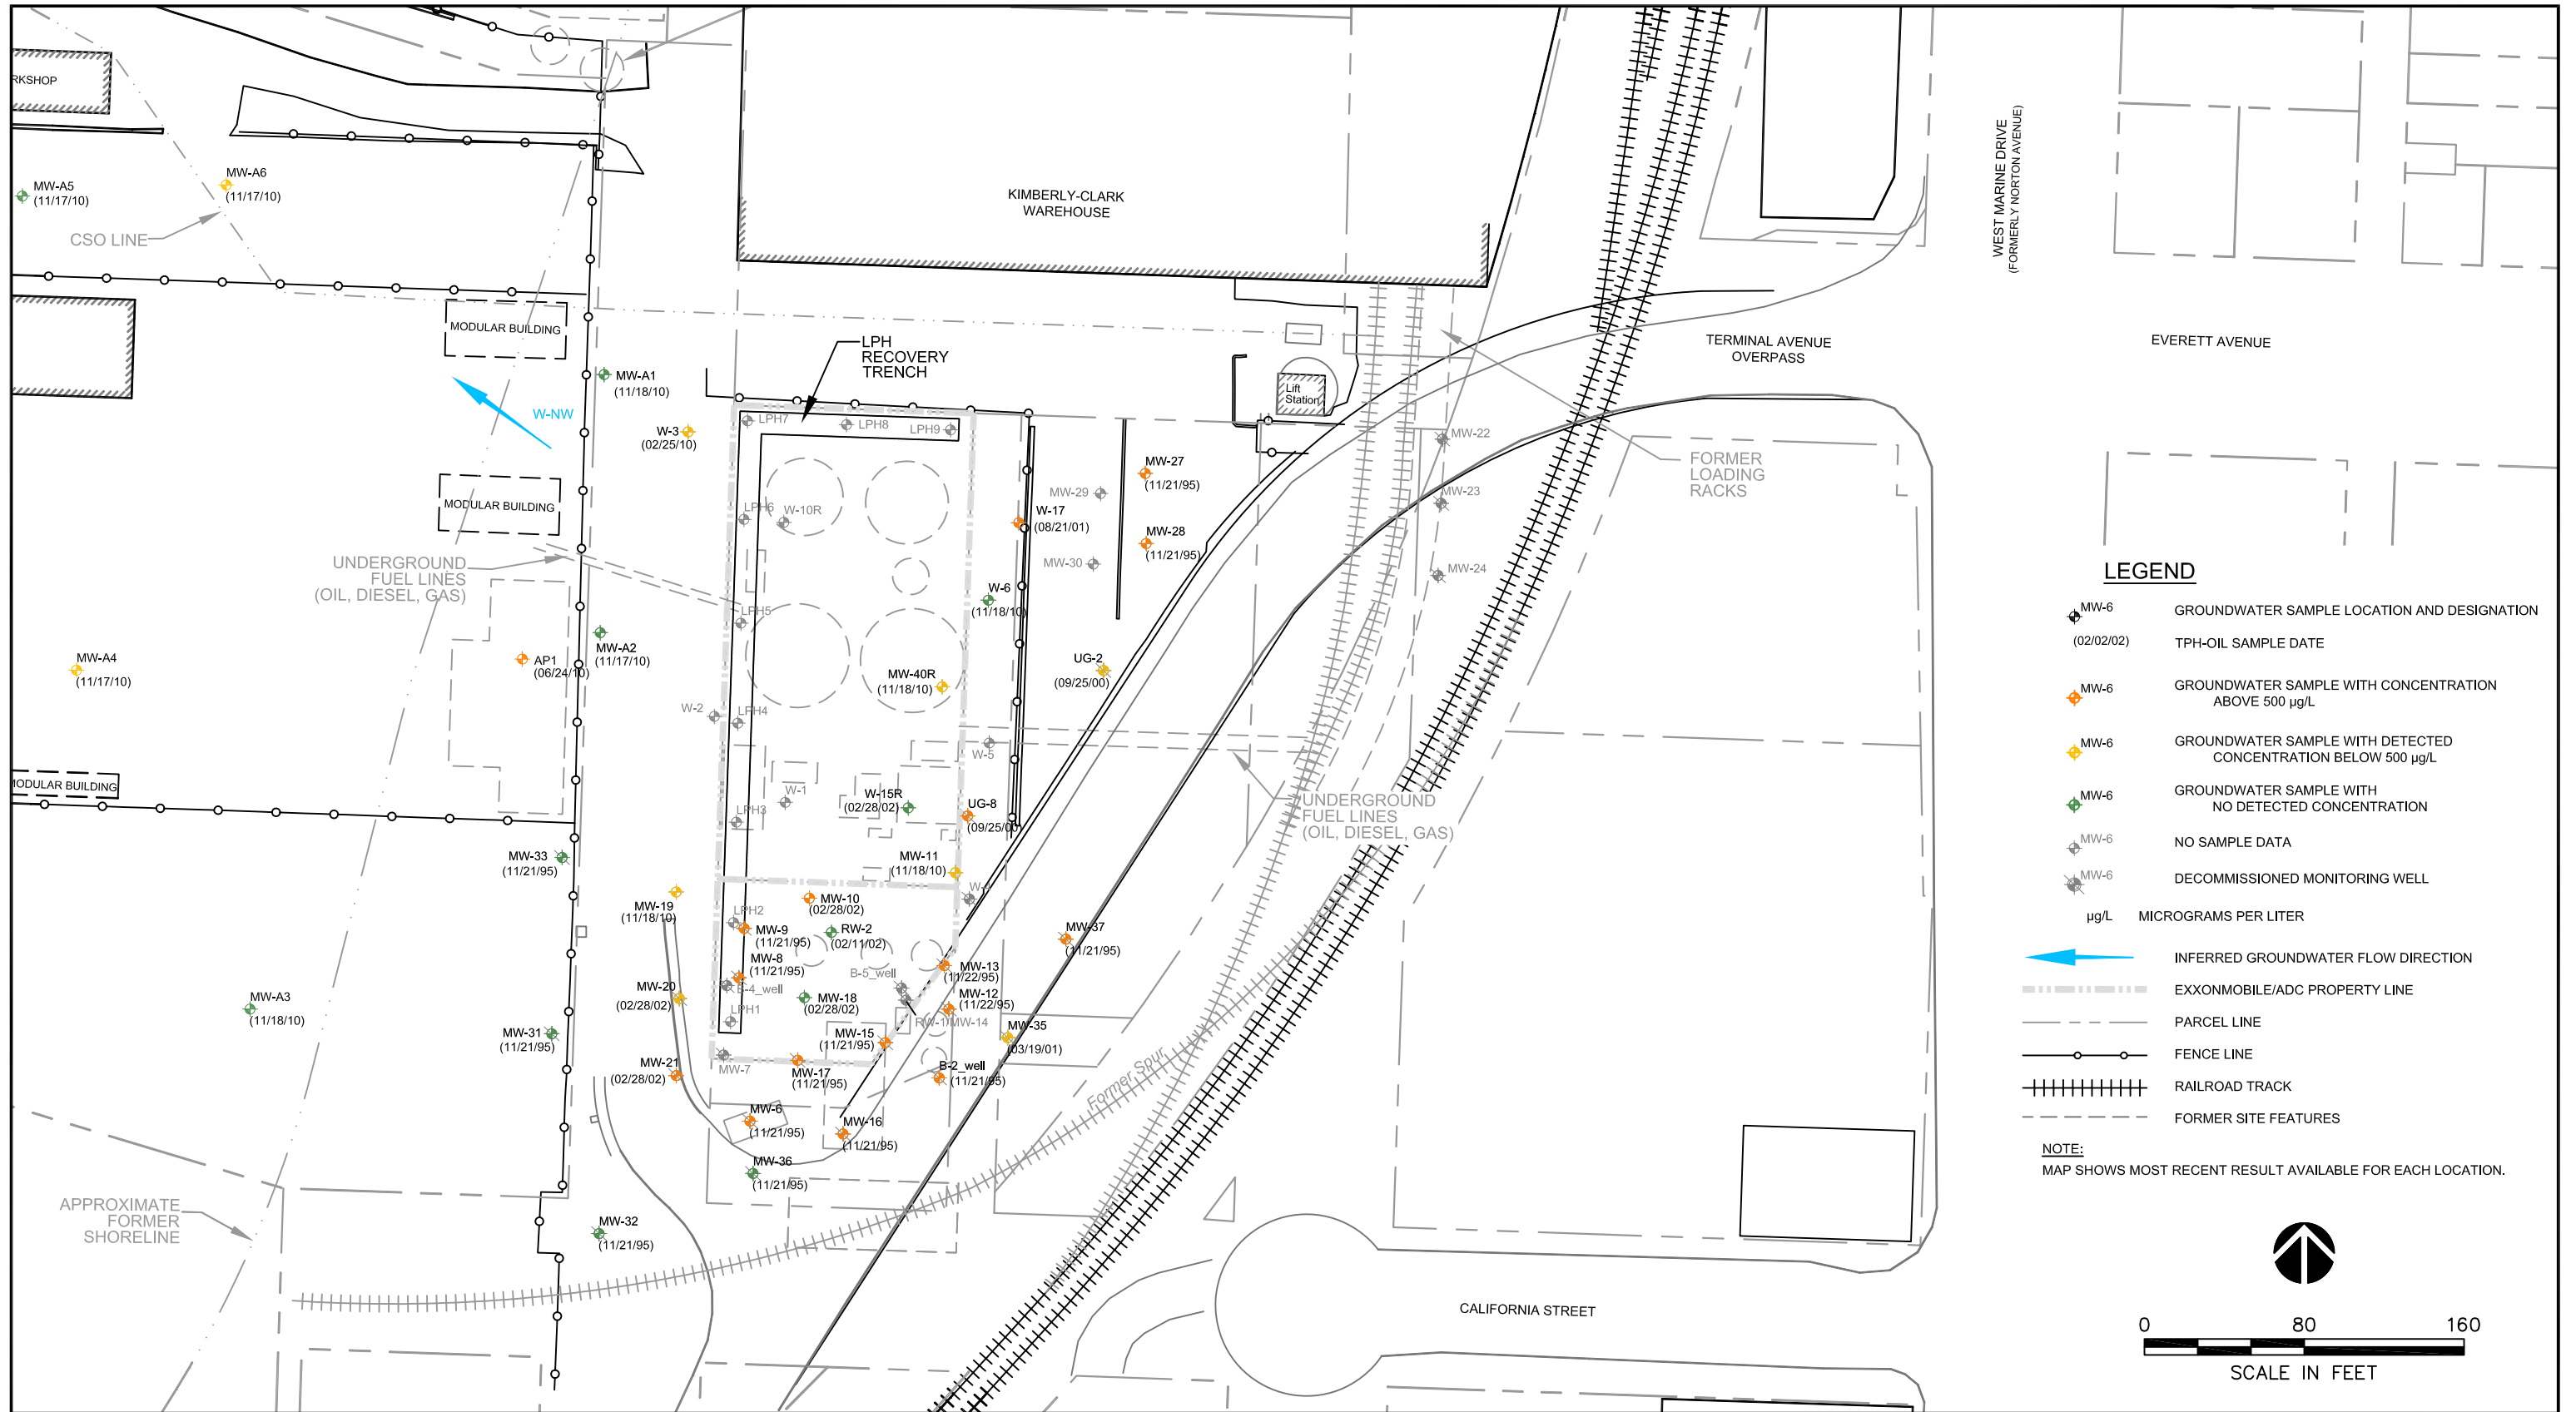 RKSHOP
MW-A5
(11/17/10)
MW-A6
(11/17/10)
CSO LINE
KIMBERLY-CLARK
WAREHOUSE
WEST MARINE DRIVE
(FORMERLY NORTON AVENUE)
MODULAR BUILDING
LPH
RECOVERY
TRENCH
TERMINAL AVENUE
OVERPASS
EVERETT AVENUE
MW-A1
(11/18/10)
W-NW
W-3
(02/25/10)
LPH7
LPH8
LPH9
Lift
Station
MW-22
MW-27
(11/21/95)
FORMER
LOADING
RACKS
MODULAR BUILDING
MW-29
MW-23
LPH6
W-10R
W-17
(08/21/01)
MW-28
(11/21/95)
MW-30
MW-24
UNDERGROUND
FUEL LINES
(OIL, DIESEL, GAS)
W-6
(11/18/10)
LPH5
MW-A2
(11/17/10)
AP1
(06/24/10)
MW-A4
(11/17/10)
UG-2
(09/25/00)
MW-40R
(11/18/10)
W-2
LPH4
W-5
MODULAR BUILDING
W-1
W-15R
(02/28/02)
LPH3
UG-8
(09/25/00)
UNDERGROUND
FUEL LINES
(OIL, DIESEL, GAS)
MW-33
(11/21/95)
MW-11
(11/18/10)
MW-19
(11/18/10)
MW-10
(02/28/02)
LPH2
MW-9
(11/21/95)
RW-2
(02/11/02)
MW-37
(11/21/95)
MW-8
(11/21/95)
B-5_well
MW-13
(11/22/95)
MW-20
(02/28/02)
B-4_well
MW-18
(02/28/02)
MW-12
(11/22/95)
MW-A3
(11/18/10)
LPH1
RW-1/MW-14
MW-31
(11/21/95)
MW-15
(11/21/95)
MW-35
(03/19/01)
MW-21
(02/28/02)
MW-7
MW-17
(11/21/95)
B-2_well
(11/21/95)
Former Spur
MW-6
(11/21/95)
MW-16
(11/21/95)
MW-36
(11/21/95)
APPROXIMATE
FORMER
SHORELINE
MW-32
(11/21/95)
CALIFORNIA STREET
LEGEND
MW-6 GROUNDWATER SAMPLE LOCATION AND DESIGNATION
(02/02/02) TPH-OIL SAMPLE DATE
MW-6 GROUNDWATER SAMPLE WITH CONCENTRATION
ABOVE 500 µg/L
MW-6 GROUNDWATER SAMPLE WITH DETECTED
CONCENTRATION BELOW 500 µg/L
MW-6 GROUNDWATER SAMPLE WITH
NO DETECTED CONCENTRATION
MW-6 NO SAMPLE DATA
MW-6 DECOMMISSIONED MONITORING WELL
µg/L MICROGRAMS PER LITER
INFERRED GROUNDWATER FLOW DIRECTION
EXXONMOBILE/ADC PROPERTY LINE
PARCEL LINE
FENCE LINE
RAILROAD TRACK
FORMER SITE FEATURES
NOTE:
MAP SHOWS MOST RECENT RESULT AVAILABLE FOR EACH LOCATION.
0 80 160
SCALE IN FEET